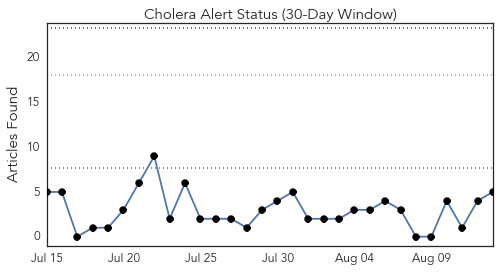 Cholera Alert Status (30-Day Window)
Articles Found
20
15
10
5
0
Jul 15 Jul 20 Jul 25 Jul 30 Aug 04 Aug 09